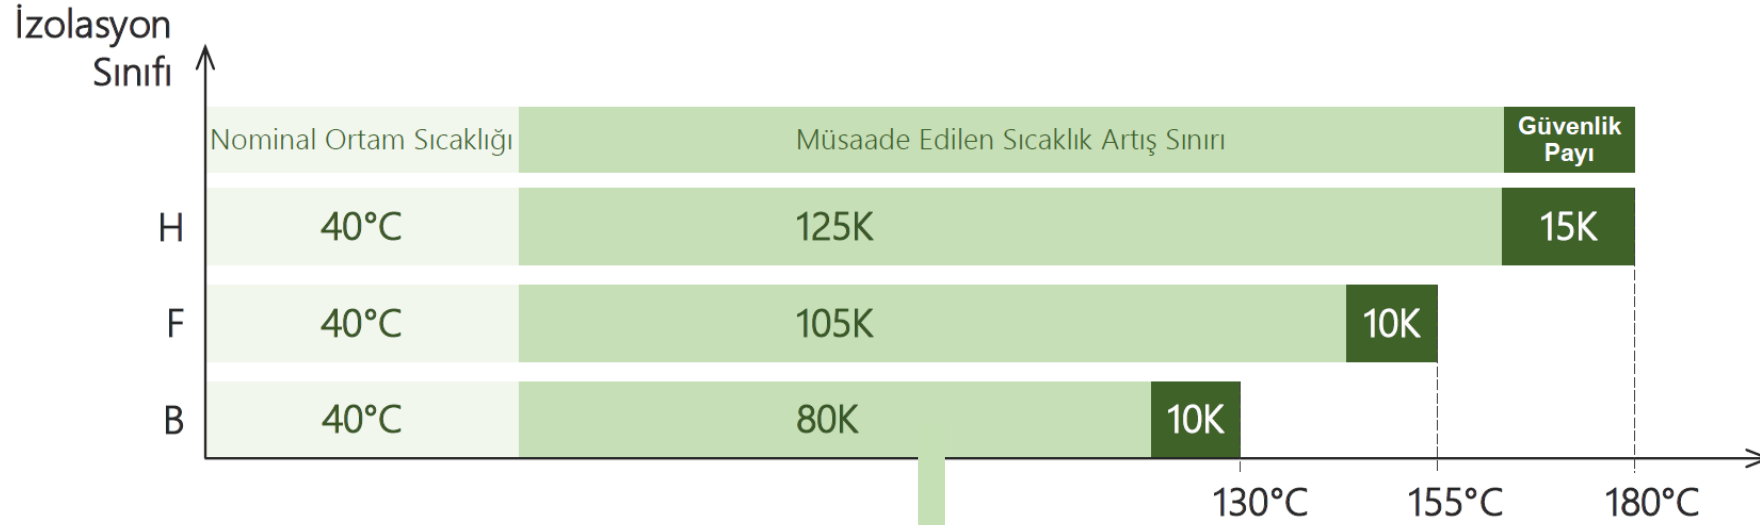 İzolasyon
Sınıfı
Nominal Ortam Sıcaklığı Müsaade Edilen Sıcaklık Artış Sınırı Güvenlik
Payı
H 40°C 125K 15K
F 40°C 105K 10K
B 40°C 80K 10K
130°C 155°C 180°C